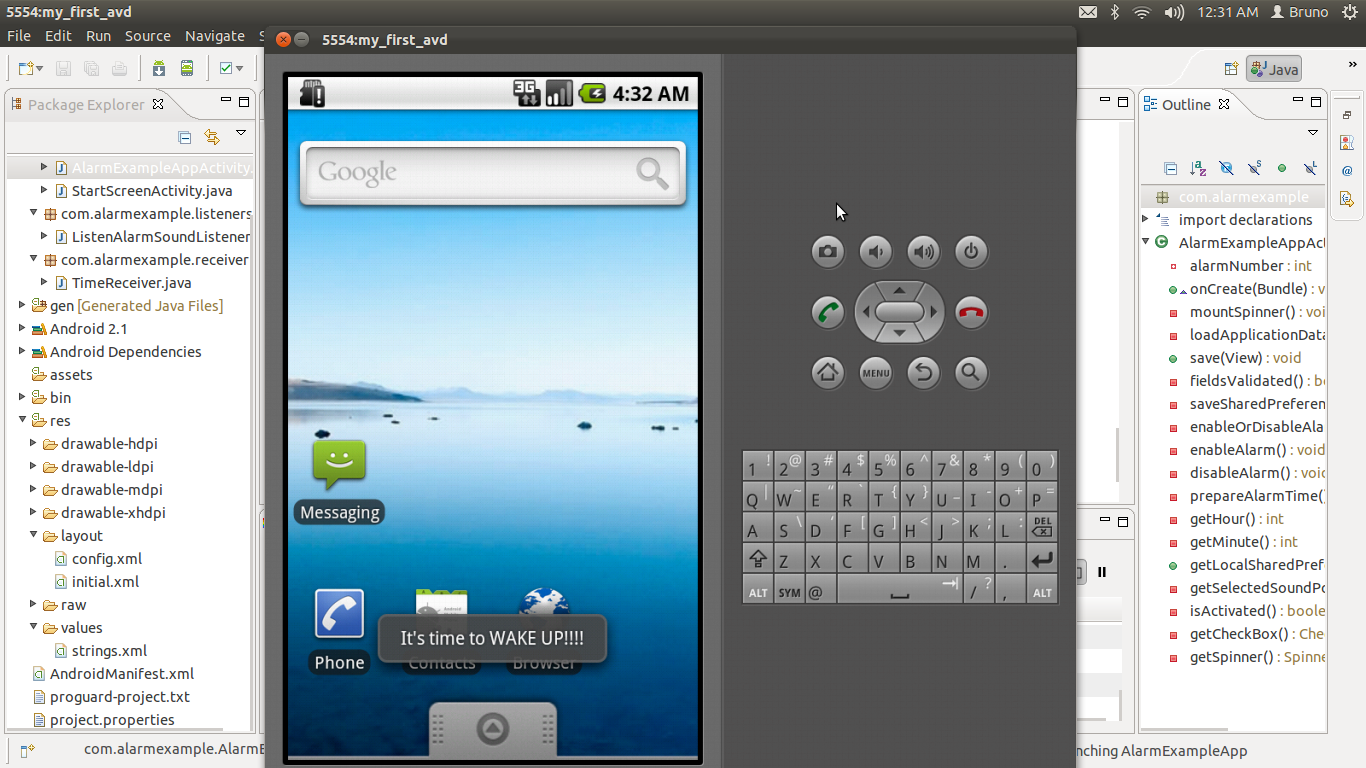 5554:my_first_avd
12:31 AM Bruno
File Edit Run Source Navigate S
5554:my_first_avd
Java
Package Explorer
AlarmExampleAppActivity.
StartScreenActivity.java
com.alarmexample.listeners
ListenAlarmSoundListener
com.alarmexample.receiver
TimeReceiver.java
gen [Generated Java Files]
Android 2.1
Android Dependencies
assets
bin
res
drawable-hdpi
drawable-ldpi
drawable-mdpi
drawable-xhdpi
layout
config.xml
initial.xml
raw
values
strings.xml
AndroidManifest.xml
proguard-project.txt
project.properties
com.alarmexample.AlarmE
3G 4:32 AM
Google
Messaging
Phone
Contacts
Browser
It's time to WAKE UP!!!!
MENU
1 ! 2 @ 3 # 4 $ 5 % 6 ^ 7 & 8 * 9 ( 0 )
Q | W ~ E " R ` T { Y } U _ I - O + P =
A S \ D ' F [ G ] H < J > K ; L : DEL
Z X C V B N M .
ALT SYM @ / ? , ALT
Outline
com.alarmexample
import declarations
AlarmExampleAppAct
alarmNumber : int
onCreate(Bundle) : v
mountSpinner() : voi
loadApplicationData
save(View) : void
fieldsValidated() : bo
saveSharedPreferen
enableOrDisableAla
enableAlarm() : void
disableAlarm() : voic
prepareAlarmTime()
getHour() : int
getMinute() : int
getLocalSharedPref
getSelectedSoundPo
isActivated() : boole
getCheckBox() : Che
getSpinner() : Spinne
nching AlarmExampleApp